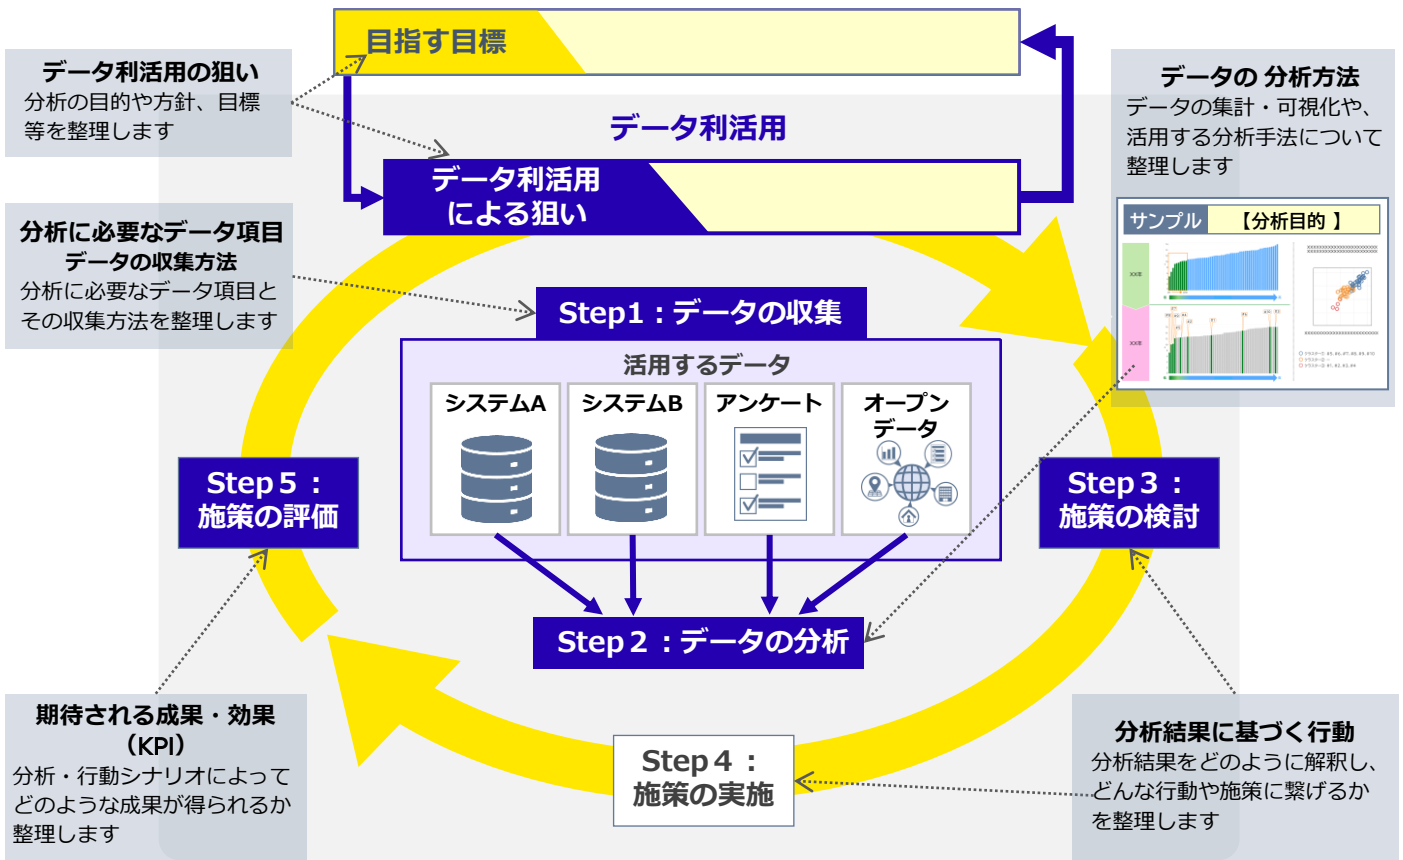 目指す目標
データ利活用の狙い
分析の目的や方針、目標
等を整理します
データ利活用
データ利活用
による狙い
データの 分析方法
データの集計・可視化や、
活用する分析手法について
整理します
サンプル
【分析目的 】
分析に必要なデータ項目
データの収集方法
分析に必要なデータ項目と
その収集方法を整理します
Step1：データの収集
活用するデータ
システムA
システムB
アンケート
オープン
データ
Step５：
施策の評価
Step３：
施策の検討
Step２：データの分析
Step４：
施策の実施
期待される成果・効果
（KPI）
分析・行動シナリオによって
どのような成果が得られるか
整理します
分析結果に基づく行動
分析結果をどのように解釈し、
どんな行動や施策に繋げるか
を整理します